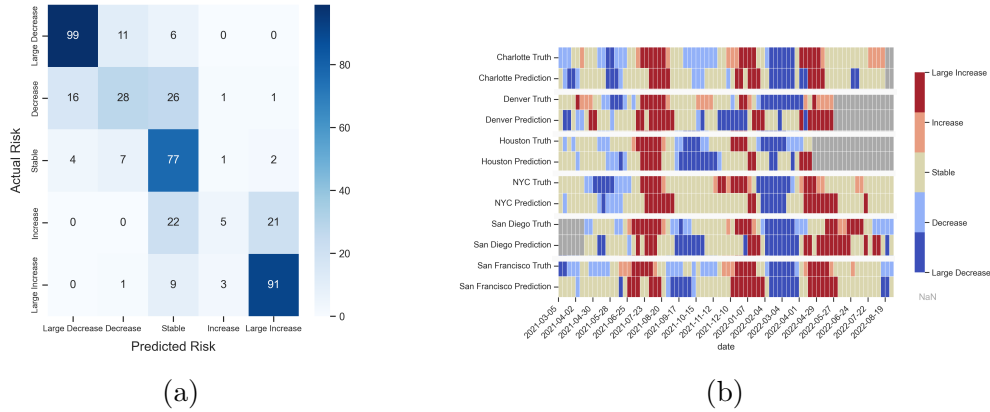 Actual Risk
Large Decrease
Decrease
Stable
Increase
Large Increase
99 11 6 0 0
16 28 26 1 1
4 7 77 1 2
0 0 22 5 21
0 1 9 3 91
Large Decrease Decrease Stable Increase Large Increase
Predicted Risk
80
60
40
20
0
(a)
Charlotte Truth
Charlotte Prediction
Denver Truth
Denver Prediction
Houston Truth
Houston Prediction
NYC Truth
NYC Prediction
San Diego Truth
San Diego Prediction
San Francisco Truth
San Francisco Prediction
2021-03-05
2021-04-02
2021-04-30
2021-05-28
2021-06-25
2021-07-23
2021-08-20
2021-09-17
2021-10-15
2021-11-12
2021-12-10
2022-01-07
2022-02-04
2022-03-04
2022-04-01
2022-04-29
2022-05-27
2022-06-24
2022-07-22
2022-08-19
date
Large Increase
Increase
Stable
Decrease
Large Decrease
NaN
(b)